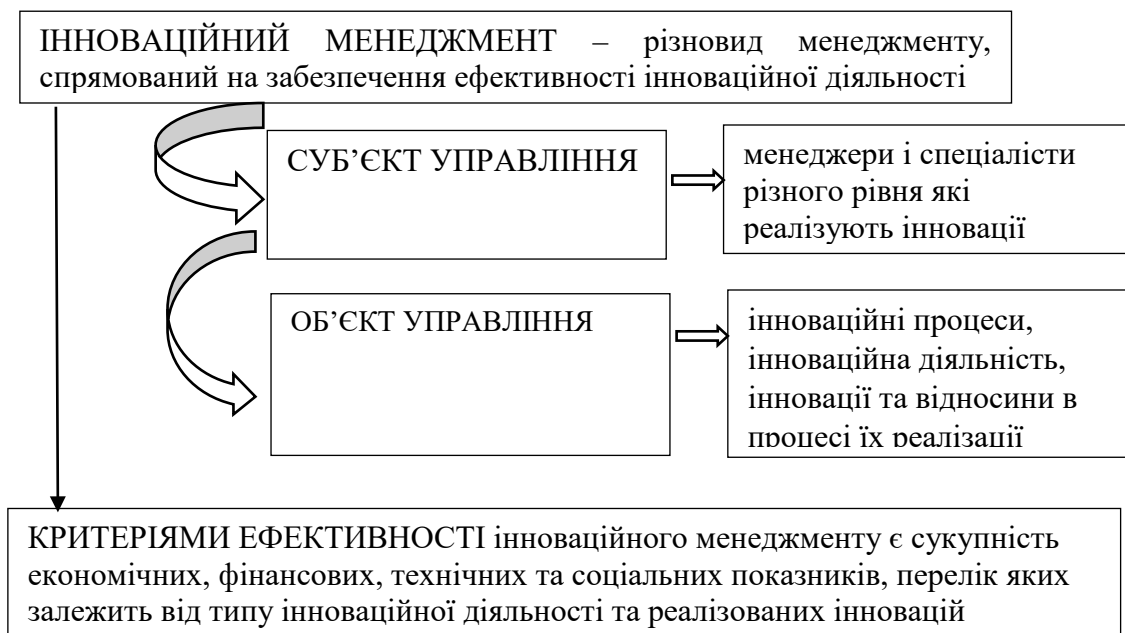 ІННОВАЦІЙНИЙ МЕНЕДЖМЕНТ – різновид менеджменту,
спрямований на забезпечення ефективності інноваційної діяльності
СУБ’ЄКТ УПРАВЛІННЯ
менеджери і спеціалісти
різного рівня які
реалізують інновації
ОБ’ЄКТ УПРАВЛІННЯ
інноваційні процеси,
інноваційна діяльність,
інновації та відносини в
процесі їх реалізації
КРИТЕРІЯМИ ЕФЕКТИВНОСТІ інноваційного менеджменту є сукупність
економічних, фінансових, технічних та соціальних показників, перелік яких
залежить від типу інноваційної діяльності та реалізованих інновацій